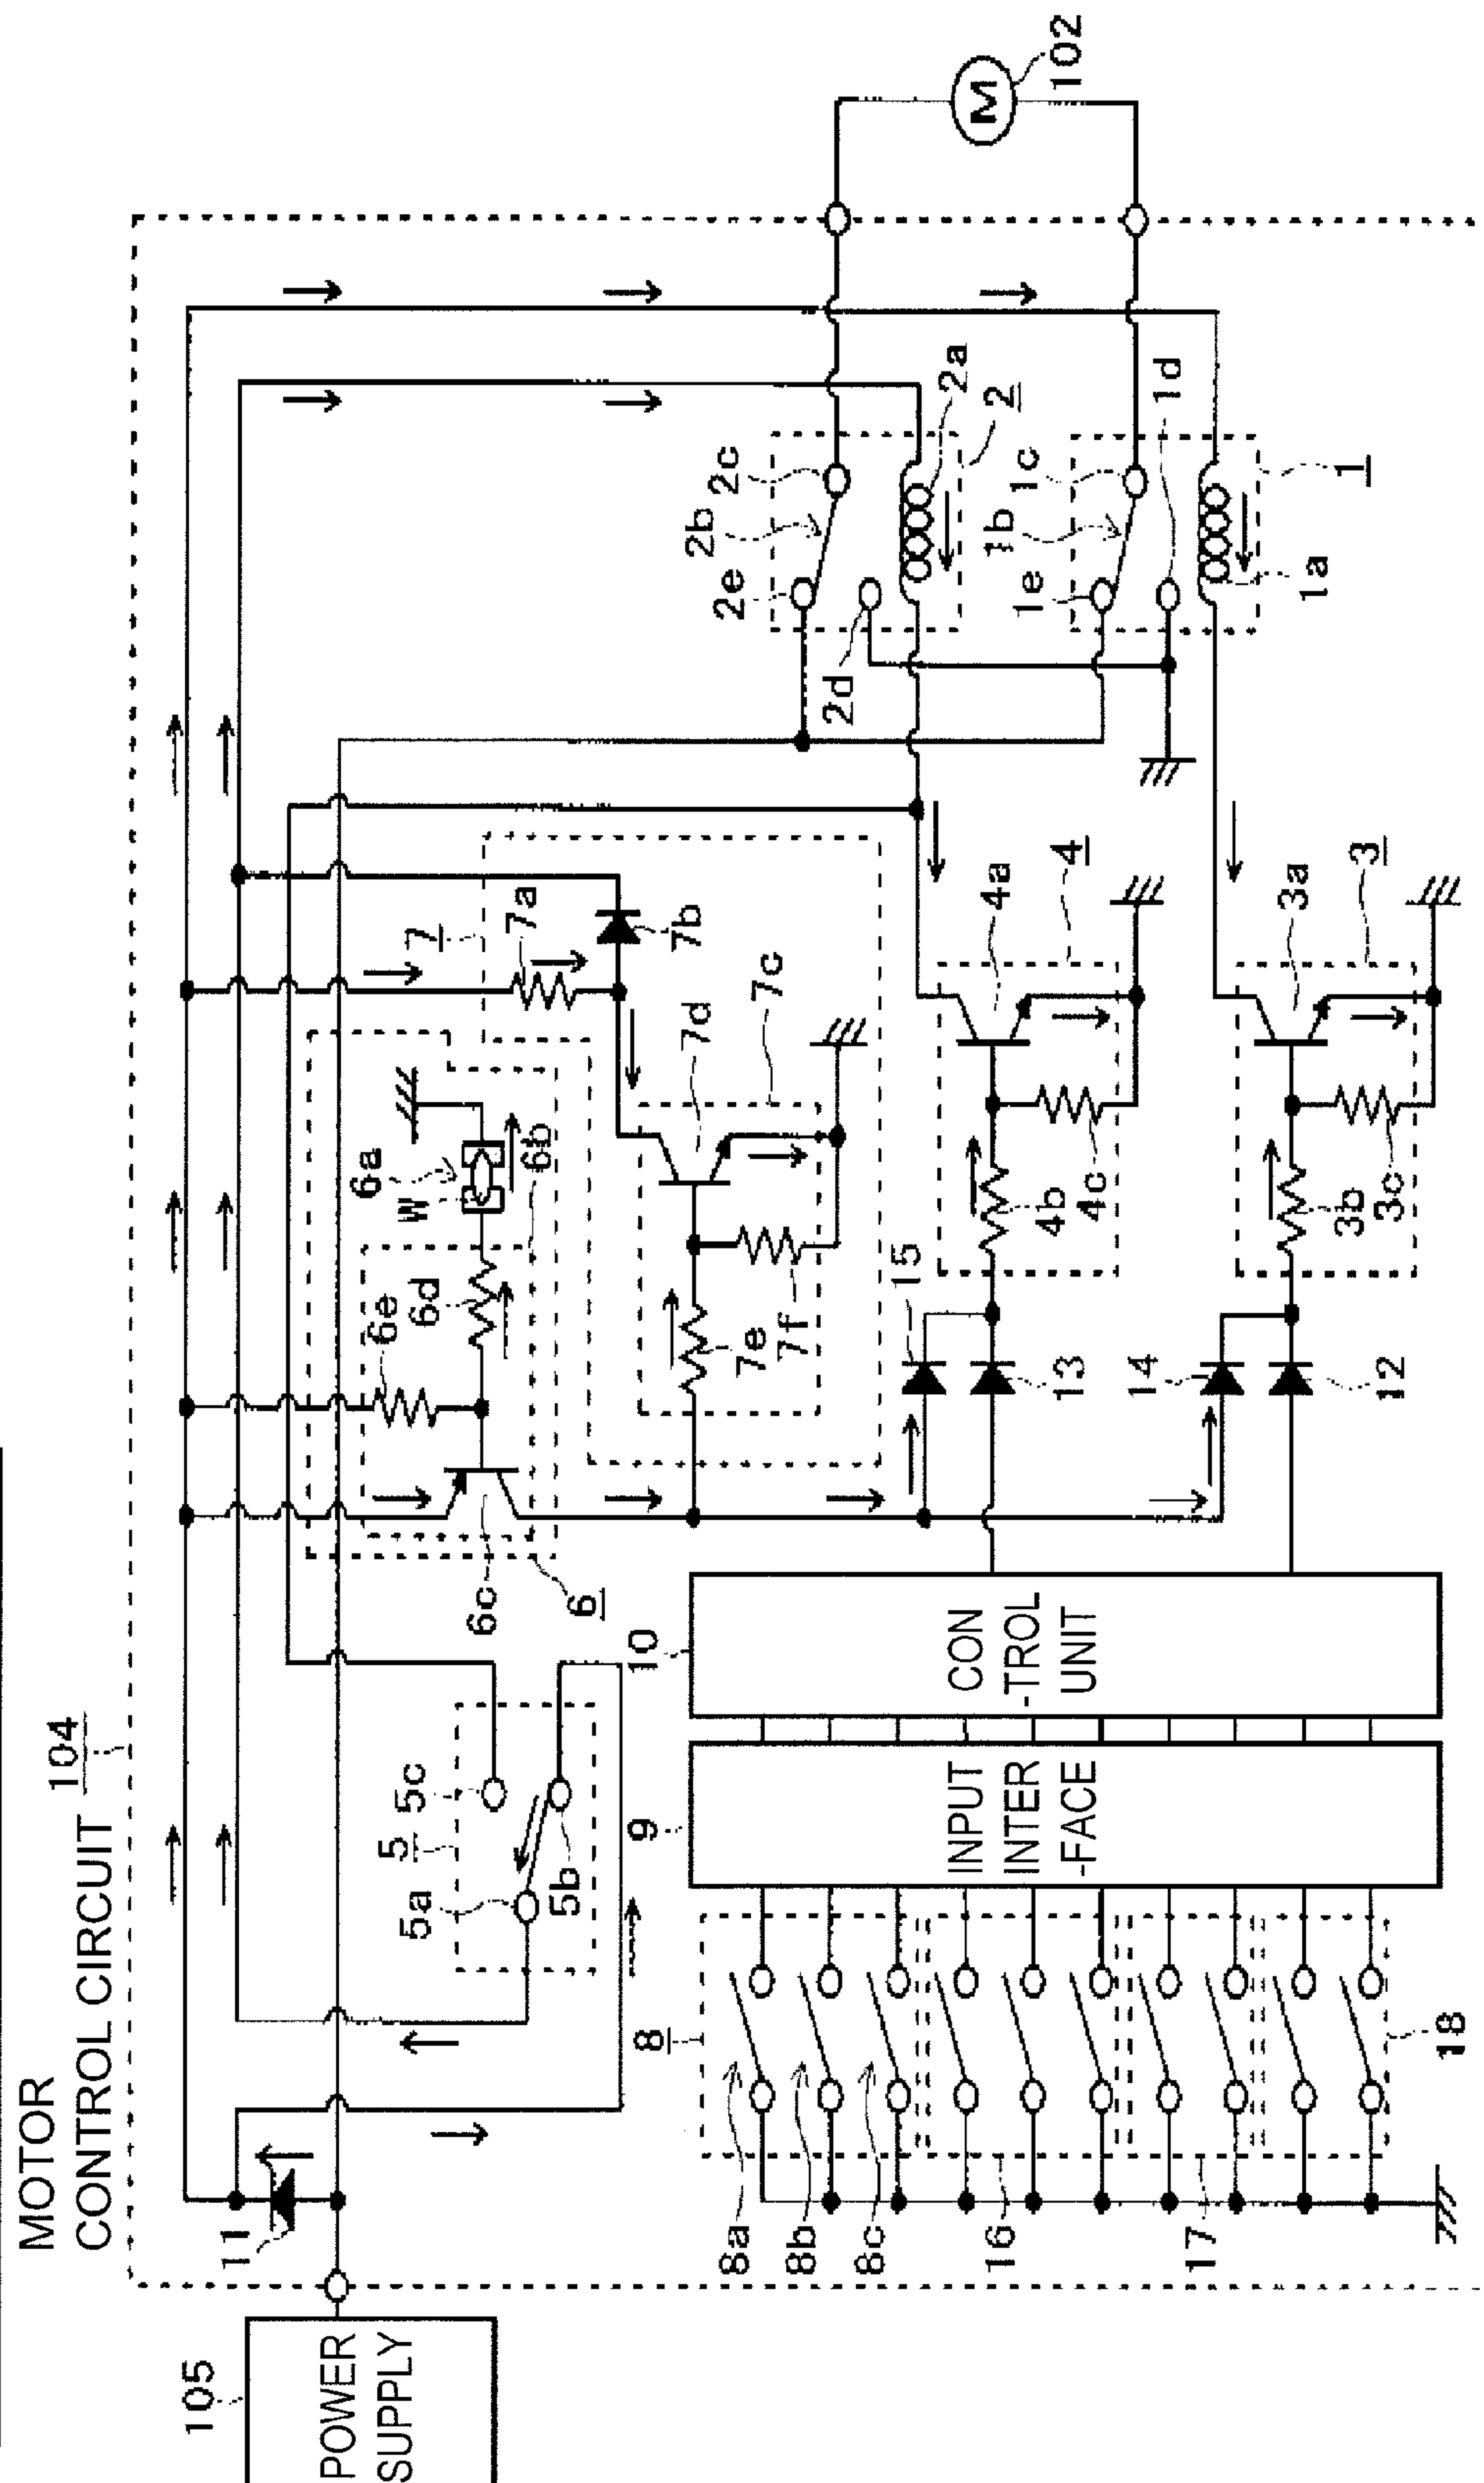 MOTOR
CONTROL CIRCUIT 104
105
POWER
SUPPLY
11
5
5a
5b
5c
6
6a
W
6b
6c
6d
6e
7
7a
7b
7c
7d
7e
7f
2
2a
2b
2c
2d
2e
1
1a
1b
1c
1d
1e
M
102
4
4a
4b
4c
3
3a
3b
3c
15
13
14
12
10
CON
-TROL
UNIT
9
INPUT
INTER
-FACE
8
8a
8b
8c
16
17
18